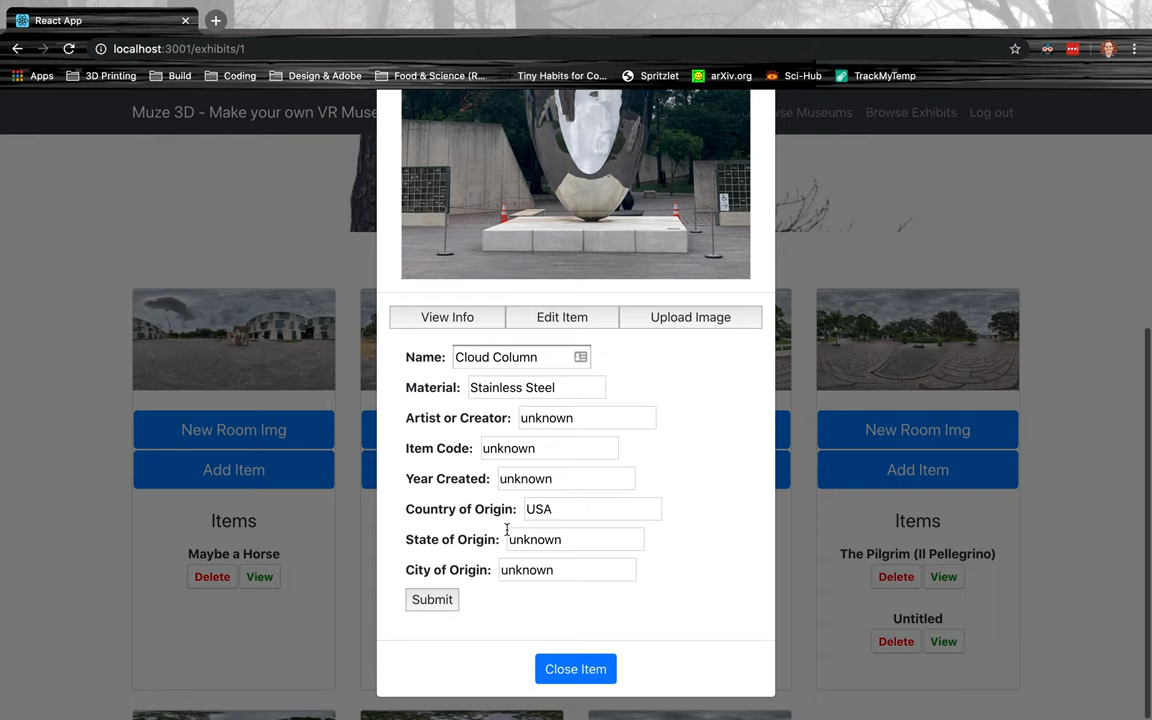 React App
localhost:3001/exhibits/1
Apps 3D Printing Build Coding Design & Adobe Food & Science (R... Tiny Habits for Co... Spritzlet arXiv.org Sci-Hub TrackMyTemp
Muze 3D - Make your own VR Muse
wse Museums Browse Exhibits Log out
View Info Edit Item Upload Image
Name: Cloud Column
Material: Stainless Steel
Artist or Creator: unknown
Item Code: unknown
Year Created: unknown
Country of Origin: USA
State of Origin: unknown
City of Origin: unknown
Submit
Close Item
New Room Img
Add Item
Items
Maybe a Horse
Delete View
New Room Img
Add Item
Items
The Pilgrim (Il Pellegrino)
Delete View
Untitled
Delete View